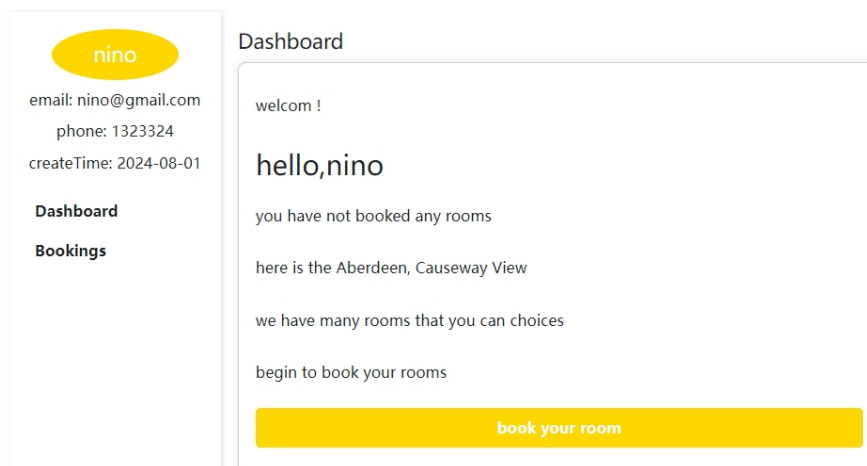 nino
email: nino@gmail.com
phone: 1323324
createTime: 2024-08-01
Dashboard
Bookings
Dashboard
welcom !
hello,nino
you have not booked any rooms
here is the Aberdeen, Causeway View
we have many rooms that you can choices
begin to book your rooms
book your room